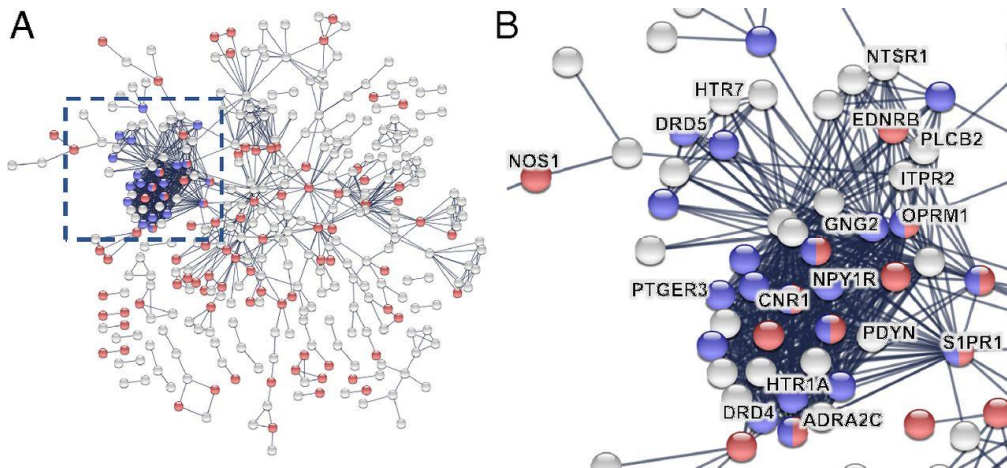 A
B
NTSR1
HTR7
EDNRB
DRD5
PLCB2
NOS1
ITPR2
OPRM1
GNG2
NPY1R
PTGER3
CNR1
PDYN
S1PR1
HTR1A
DRD4
ADRA2C